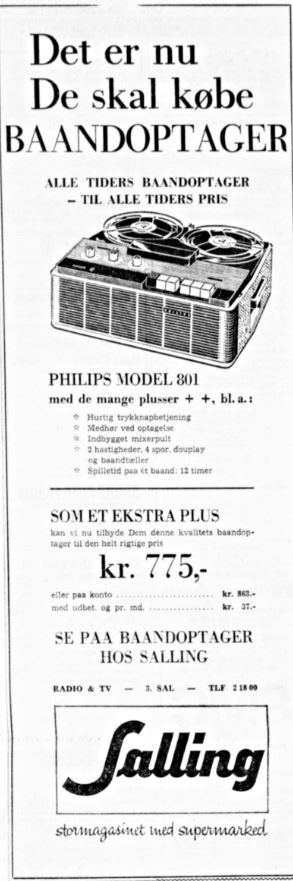 Det er nu
De skal købe
BAANDOPTAGER
ALLE TIDERS BAANDOPTAGER
– TIL ALLE TIDERS PRIS
PHILIPS
PHILIPS MODEL 801
med de mange plusser + +, bl. a.:
☆ Hurtig trykknapbetjening
☆ Medhør ved optagelse
☆ Indbygget mixerpult
☆ 2 hastigheder, 4 spor, douplay
og baandtæller
☆ Spilletid paa ét baand: 12 timer
SOM ET EKSTRA PLUS
kan vi nu tilbyde Dem denne kvalitets baandop-
tager til den helt rigtige pris
kr. 775,-
eller paa konto ........................ kr. 863.-
med udbet. og pr. md. ................ kr. 37.-
SE PAA BAANDOPTAGER
HOS SALLING
RADIO & TV — 3. SAL — TLF. 2 18 00
Salling
stormagasinet med supermarked